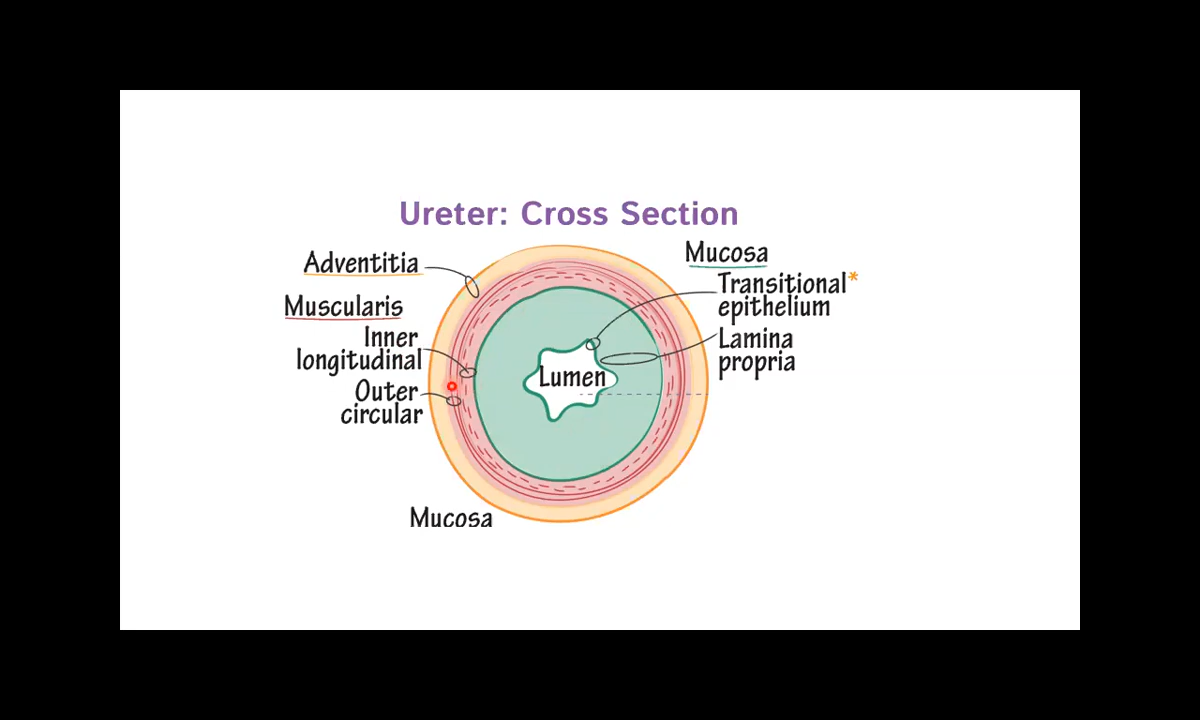 Ureter: Cross Section
Adventitia
Muscularis
Inner
longitudinal
Outer
circular
Mucosa
Transitional*
epithelium
Lamina
propria
Lumen
Mucosa